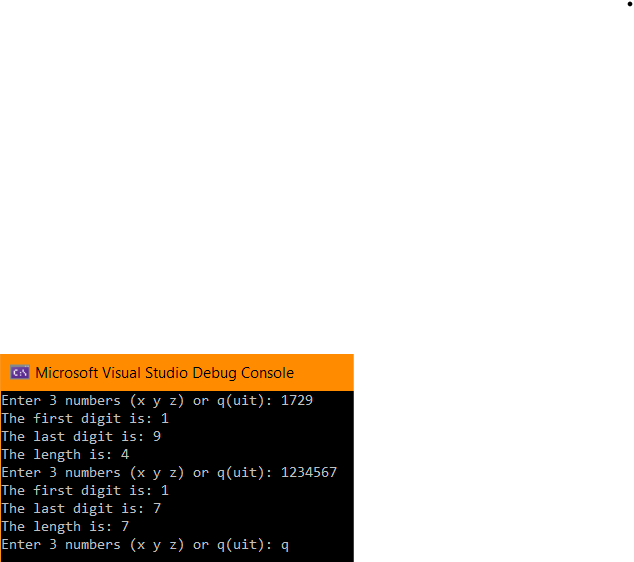 Microsoft Visual Studio Debug Console
Enter 3 numbers (x y z) or q(uit): 1729
The first digit is: 1
The last digit is: 9
The length is: 4
Enter 3 numbers (x y z) or q(uit): 1234567
The first digit is: 1
The last digit is: 7
The length is: 7
Enter 3 numbers (x y z) or q(uit): q